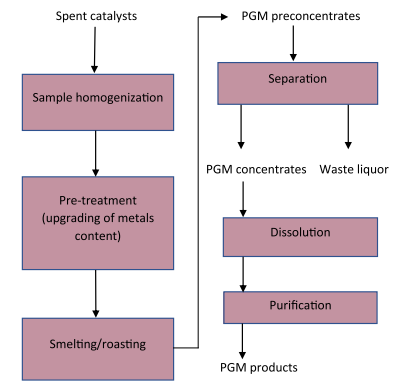 Spent catalysts
Sample homogenization
Pre-treatment
(upgrading of metals
content)
Smelting/roasting
PGM preconcentrates
Separation
PGM concentrates
Waste liquor
Dissolution
Purification
PGM products